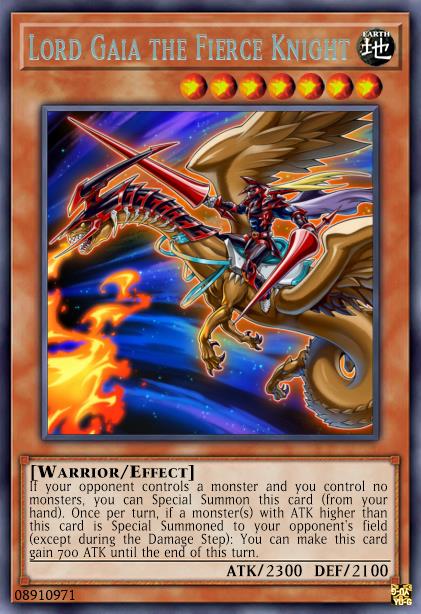 Lord Gaia the Fierce Knight
EARTH
地
[Warrior/Effect]
If your opponent controls a monster and you control no
monsters, you can Special Summon this card (from your
hand). Once per turn, if a monster(s) with ATK higher than
this card is Special Summoned to your opponent's field
(except during the Damage Step): You can make this card
gain 700 ATK until the end of this turn.
ATK/2300 DEF/2100
08910971